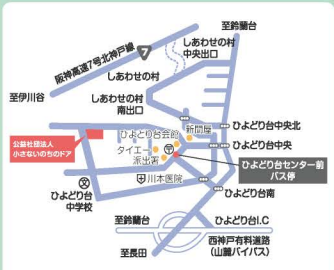 至鈴蘭台
阪神高速7号北神戸線
7
しあわせの村
中央出口
しあわせの村
至伊川谷
しあわせの村
南出口
新聞屋
ひよどり台中央北
公益社団法人
小さないのちのドア
ひよどり台会館
タイエー
派出署
ひよどり台中央
ひよどり台センター前
バス停
ひよどり台
中学校
川本医院
ひよどり台南
至鈴蘭台
ひよどり台I.C
至長田
西神戸有料道路
(山麓バイパス)